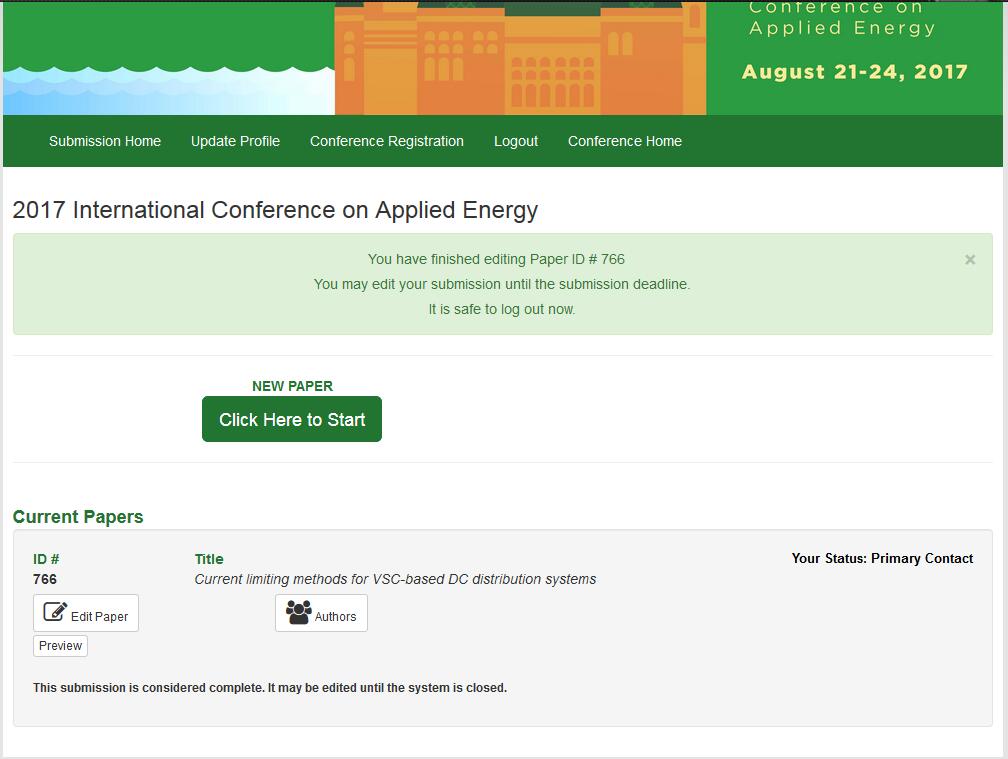 Conference on
Applied Energy
August 21-24, 2017
Submission Home Update Profile Conference Registration Logout Conference Home
2017 International Conference on Applied Energy
You have finished editing Paper ID # 766
×
You may edit your submission until the submission deadline.
It is safe to log out now.
NEW PAPER
Click Here to Start
Current Papers
ID # Title Your Status: Primary Contact
766 Current limiting methods for VSC-based DC distribution systems
Edit Paper Authors
Preview
This submission is considered complete. It may be edited until the system is closed.